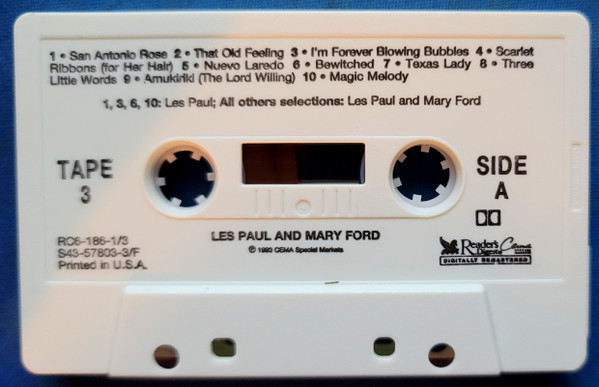 1 • San Antonio Rose 2 • That Old Feeling 3 • I'm Forever Blowing Bubbles 4 • Scarlet
Ribbons (for Her Hair) 5 • Nuevo Laredo 6 • Bewitched 7 • Texas Lady 8 • Three
Little Words 9 • Amukiriki (The Lord Willing) 10 • Magic Melody
1, 3, 6, 10: Les Paul; All others selections: Les Paul and Mary Ford
TAPE
3
SIDE
A
RC6-186-1/3
S43-57803-3/F
Printed in U.S.A.
LES PAUL AND MARY FORD
℗ 1993 CEMA Special Markets
Reader's
Digest
Cema
DIGITALLY REMASTERED